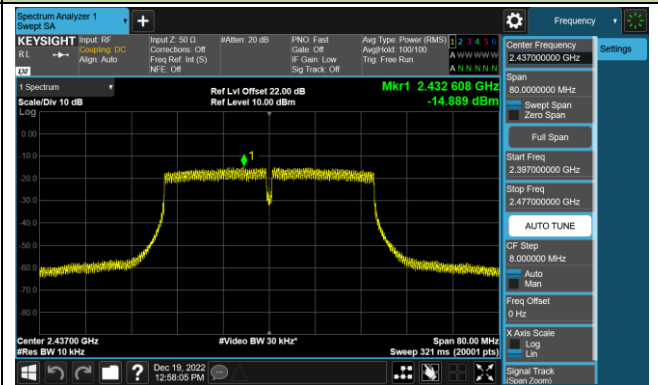 Spectrum Analyzer 1
Swept SA
Frequency
KEYSIGHT
RL
Input: RF
Coupling: DC
Align: Auto
Input Z: 50 Ω
Corrections: Off
Freq Ref: Int (S)
NFE: Off
#Atten: 20 dB
PNO: Fast
Gate: Off
IF Gain: Low
Sig Track: Off
Avg Type: Power (RMS)
Avg|Hold: 100/100
Trig: Free Run
1 2 3 4 5 6
A W W W W W
A N N N N N
LXI
1 Spectrum
Scale/Div 10 dB
Log
Ref Lvl Offset 22.00 dB
Ref Level 10.00 dBm
Mkr1 2.432 608 GHz
-14.889 dBm
1
0.00
-10.0
-20.0
-30.0
-40.0
-50.0
-60.0
-70.0
-80.0
Center 2.43700 GHz
#Res BW 10 kHz
#Video BW 30 kHz*
Span 80.00 MHz
Sweep 321 ms (20001 pts)
Dec 19, 2022
12:58:05 PM
Center Frequency
2.437000000 GHz
Settings
Span
80.0000000 MHz
Swept Span
Zero Span
Full Span
Start Freq
2.397000000 GHz
Stop Freq
2.477000000 GHz
AUTO TUNE
CF Step
8.000000 MHz
Auto
Man
Freq Offset
0 Hz
X Axis Scale
Log
Lin
Signal Track
(Span Zoom)